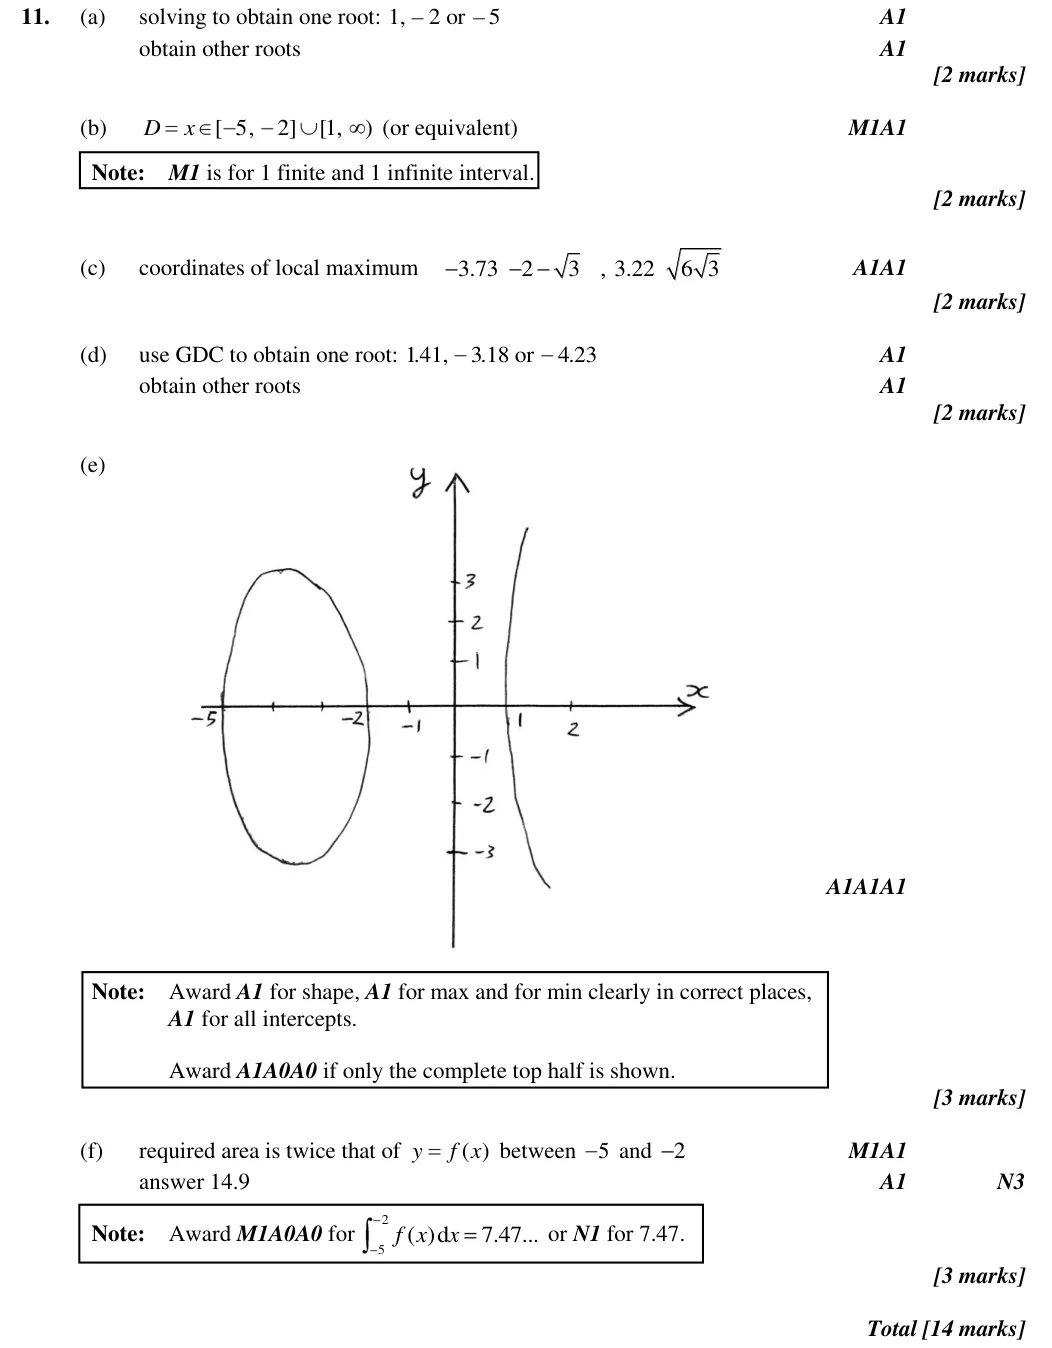 11. (a) solving to obtain one root: 1, – 2 or – 5 A1
obtain other roots A1
[2 marks]
(b) D = x ∈ [–5, – 2] ∪ [1, ∞) (or equivalent) M1A1
Note: M1 is for 1 finite and 1 infinite interval.
[2 marks]
(c) coordinates of local maximum –3.73 –2 – √3 , 3.22 √(6√3) A1A1
[2 marks]
(d) use GDC to obtain one root: 1.41, – 3.18 or – 4.23 A1
obtain other roots A1
[2 marks]
(e)
y
3
2
1
x
-5 -2 -1 1 2
-1
-2
-3
A1A1A1
Note: Award A1 for shape, A1 for max and for min clearly in correct places,
A1 for all intercepts.
Award A1A0A0 if only the complete top half is shown.
[3 marks]
(f) required area is twice that of y = f(x) between –5 and –2 M1A1
answer 14.9 A1 N3
Note: Award M1A0A0 for ∫₋₅⁻² f(x)dx = 7.47... or N1 for 7.47.
[3 marks]
Total [14 marks]